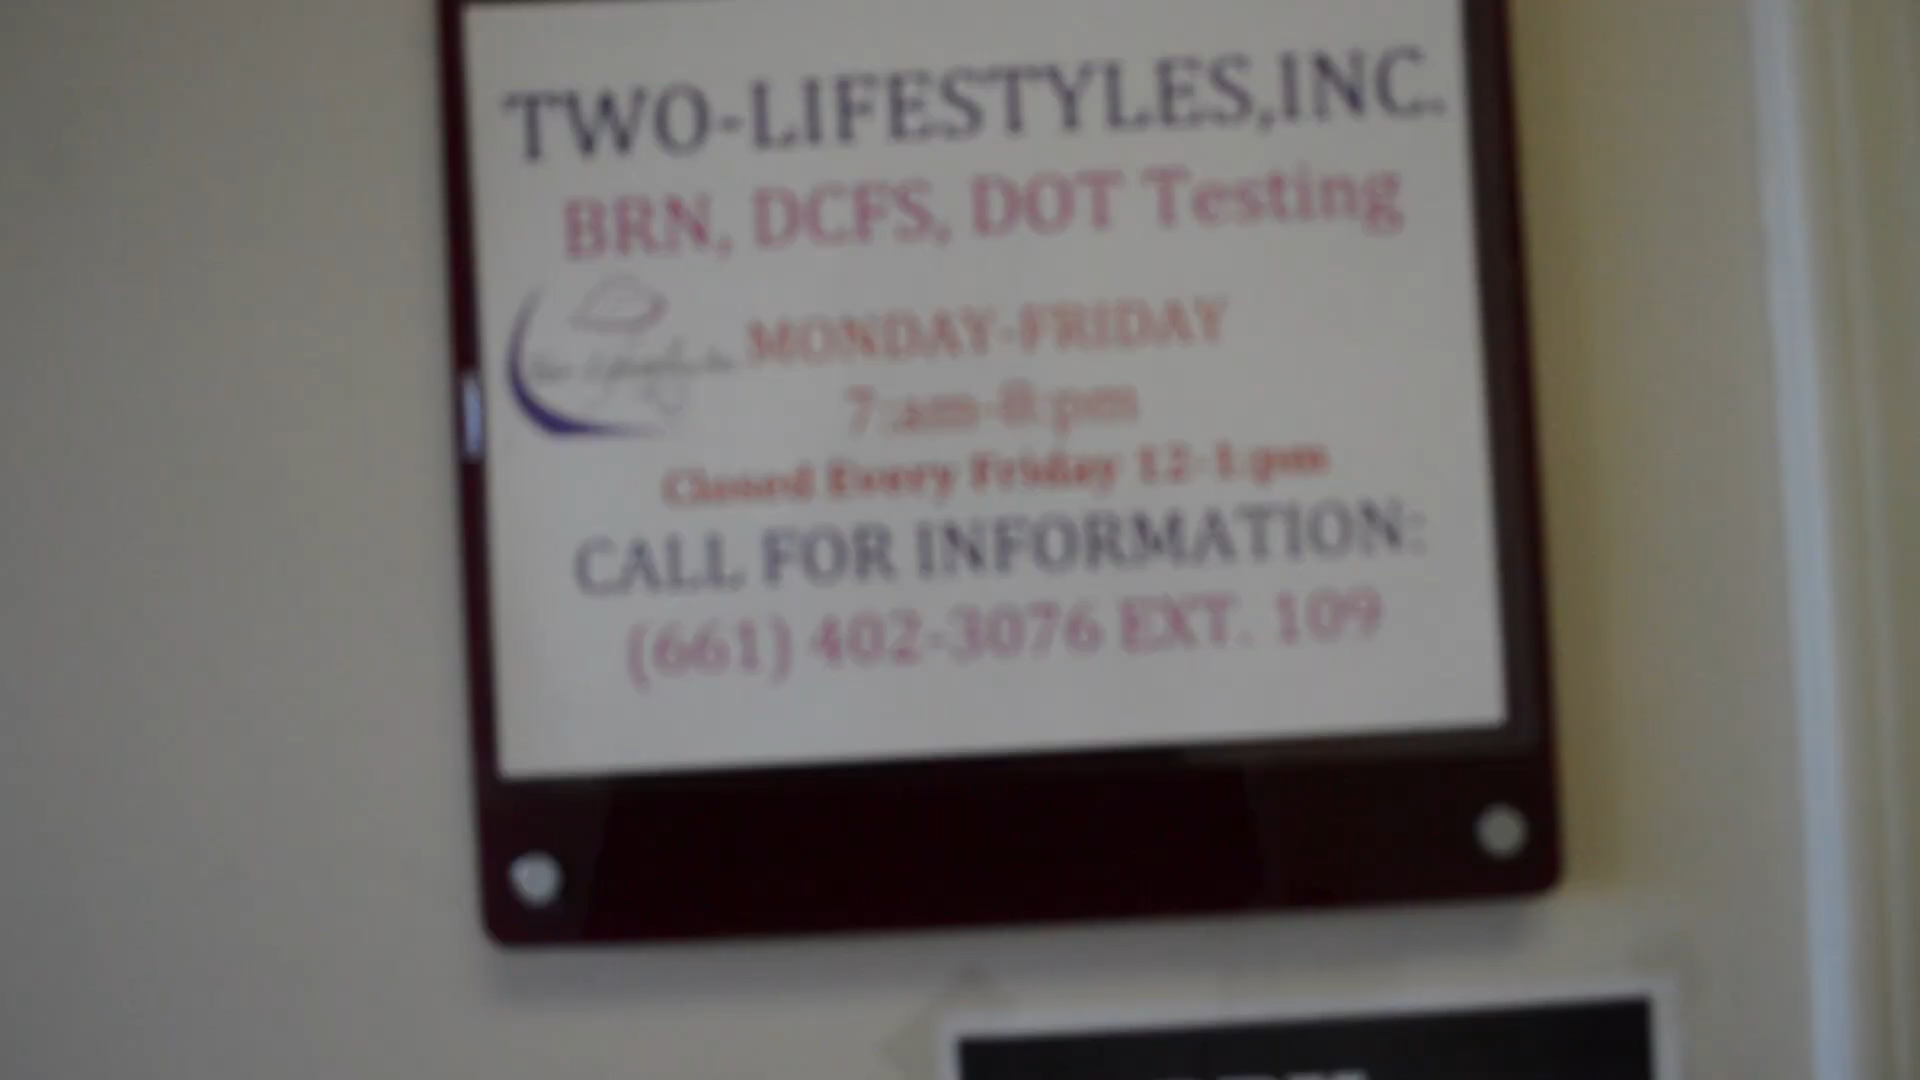 TWO-LIFESTYLES,INC.
BRN, DCFS, DOT Testing
MONDAY-FRIDAY
7:am-8:pm
Closed Every Friday 12-1:pm
CALL FOR INFORMATION:
(661) 402-3076 EXT. 109